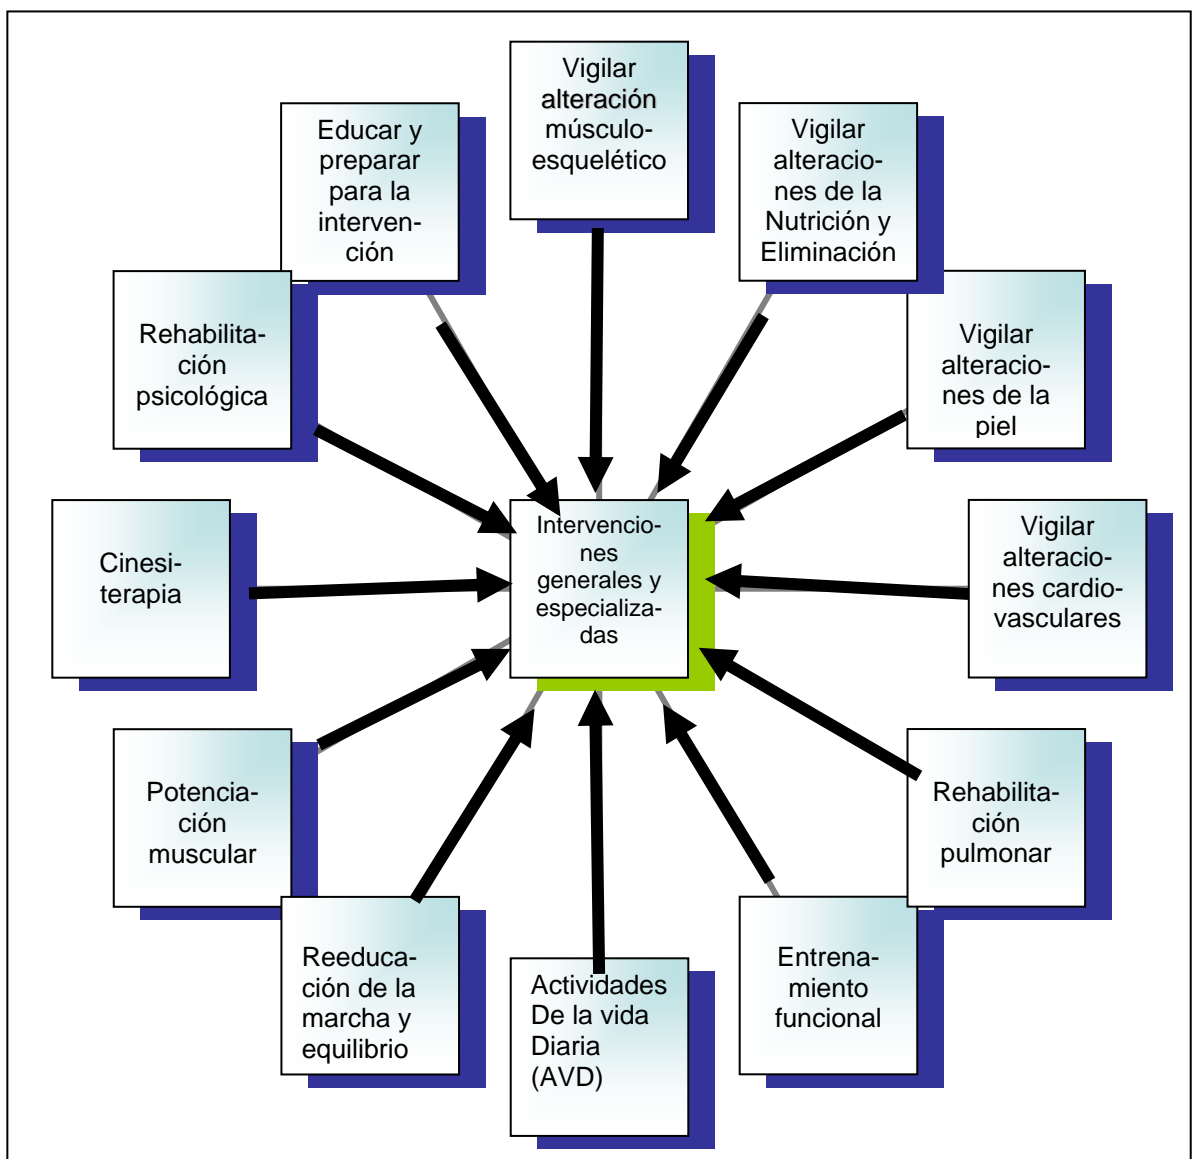 Vigilar
alteración
músculo-
esquelético
Vigilar
alteracio-
nes de la
Nutrición y
Eliminación
Vigilar
alteracio-
nes de la
piel
Vigilar
alteracio-
nes cardio-
vasculares
Rehabilita-
ción
pulmonar
Entrena-
miento
funcional
Actividades
De la vida
Diaria
(AVD)
Reeduca-
ción de la
marcha y
equilibrio
Potencia-
ción
muscular
Cinesi-
terapia
Rehabilita-
ción
psicológica
Educar y
preparar
para la
interven-
ción
Intervencio-
nes
generales y
especializa-
das